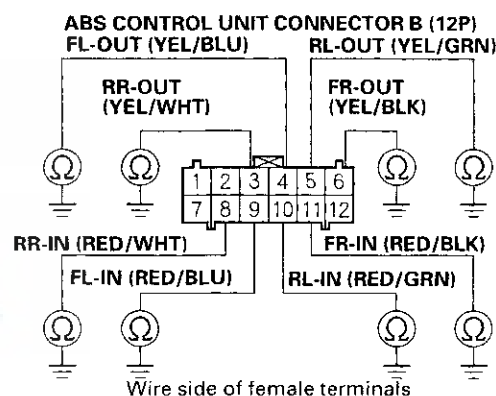 ABS CONTROL UNIT CONNECTOR B (12P)
FL-OUT (YEL/BLU) RL-OUT (YEL/GRN)
RR-OUT FR-OUT
(YEL/WHT) (YEL/BLK)
Ω Ω Ω Ω
1 2 3 4 5 6
7 8 9 10 11 12
RR-IN (RED/WHT) FR-IN (RED/BLK)
FL-IN (RED/BLU) RL-IN (RED/GRN)
Ω Ω Ω Ω
Wire side of female terminals